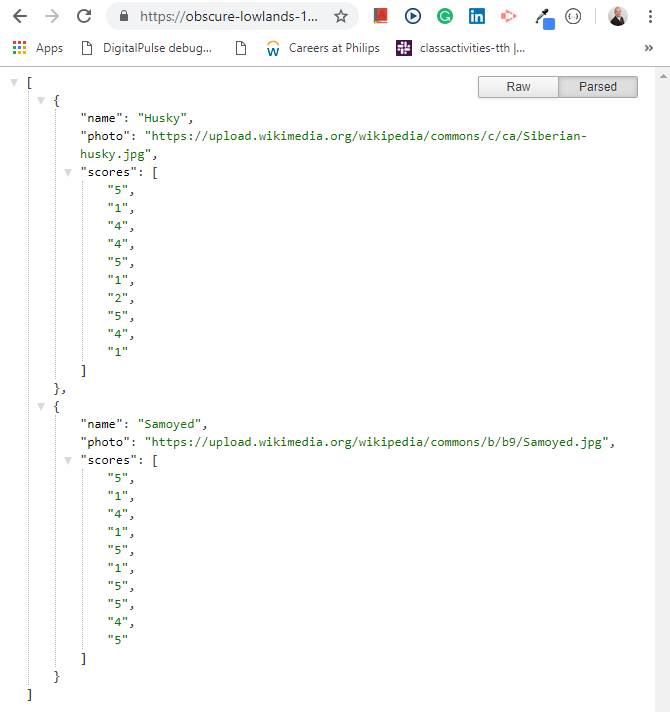 https://obscure-lowlands-1...
Apps DigitalPulse debug... Careers at Philips classactivities-tth |... »
Raw Parsed
[
{
"name": "Husky",
"photo": "https://upload.wikimedia.org/wikipedia/commons/c/ca/Siberian-
husky.jpg",
"scores": [
"5",
"1",
"4",
"4",
"5",
"1",
"2",
"5",
"4",
"1"
]
},
{
"name": "Samoyed",
"photo": "https://upload.wikimedia.org/wikipedia/commons/b/b9/Samoyed.jpg",
"scores": [
"5",
"1",
"4",
"1",
"5",
"1",
"5",
"5",
"4",
"5"
]
}
]